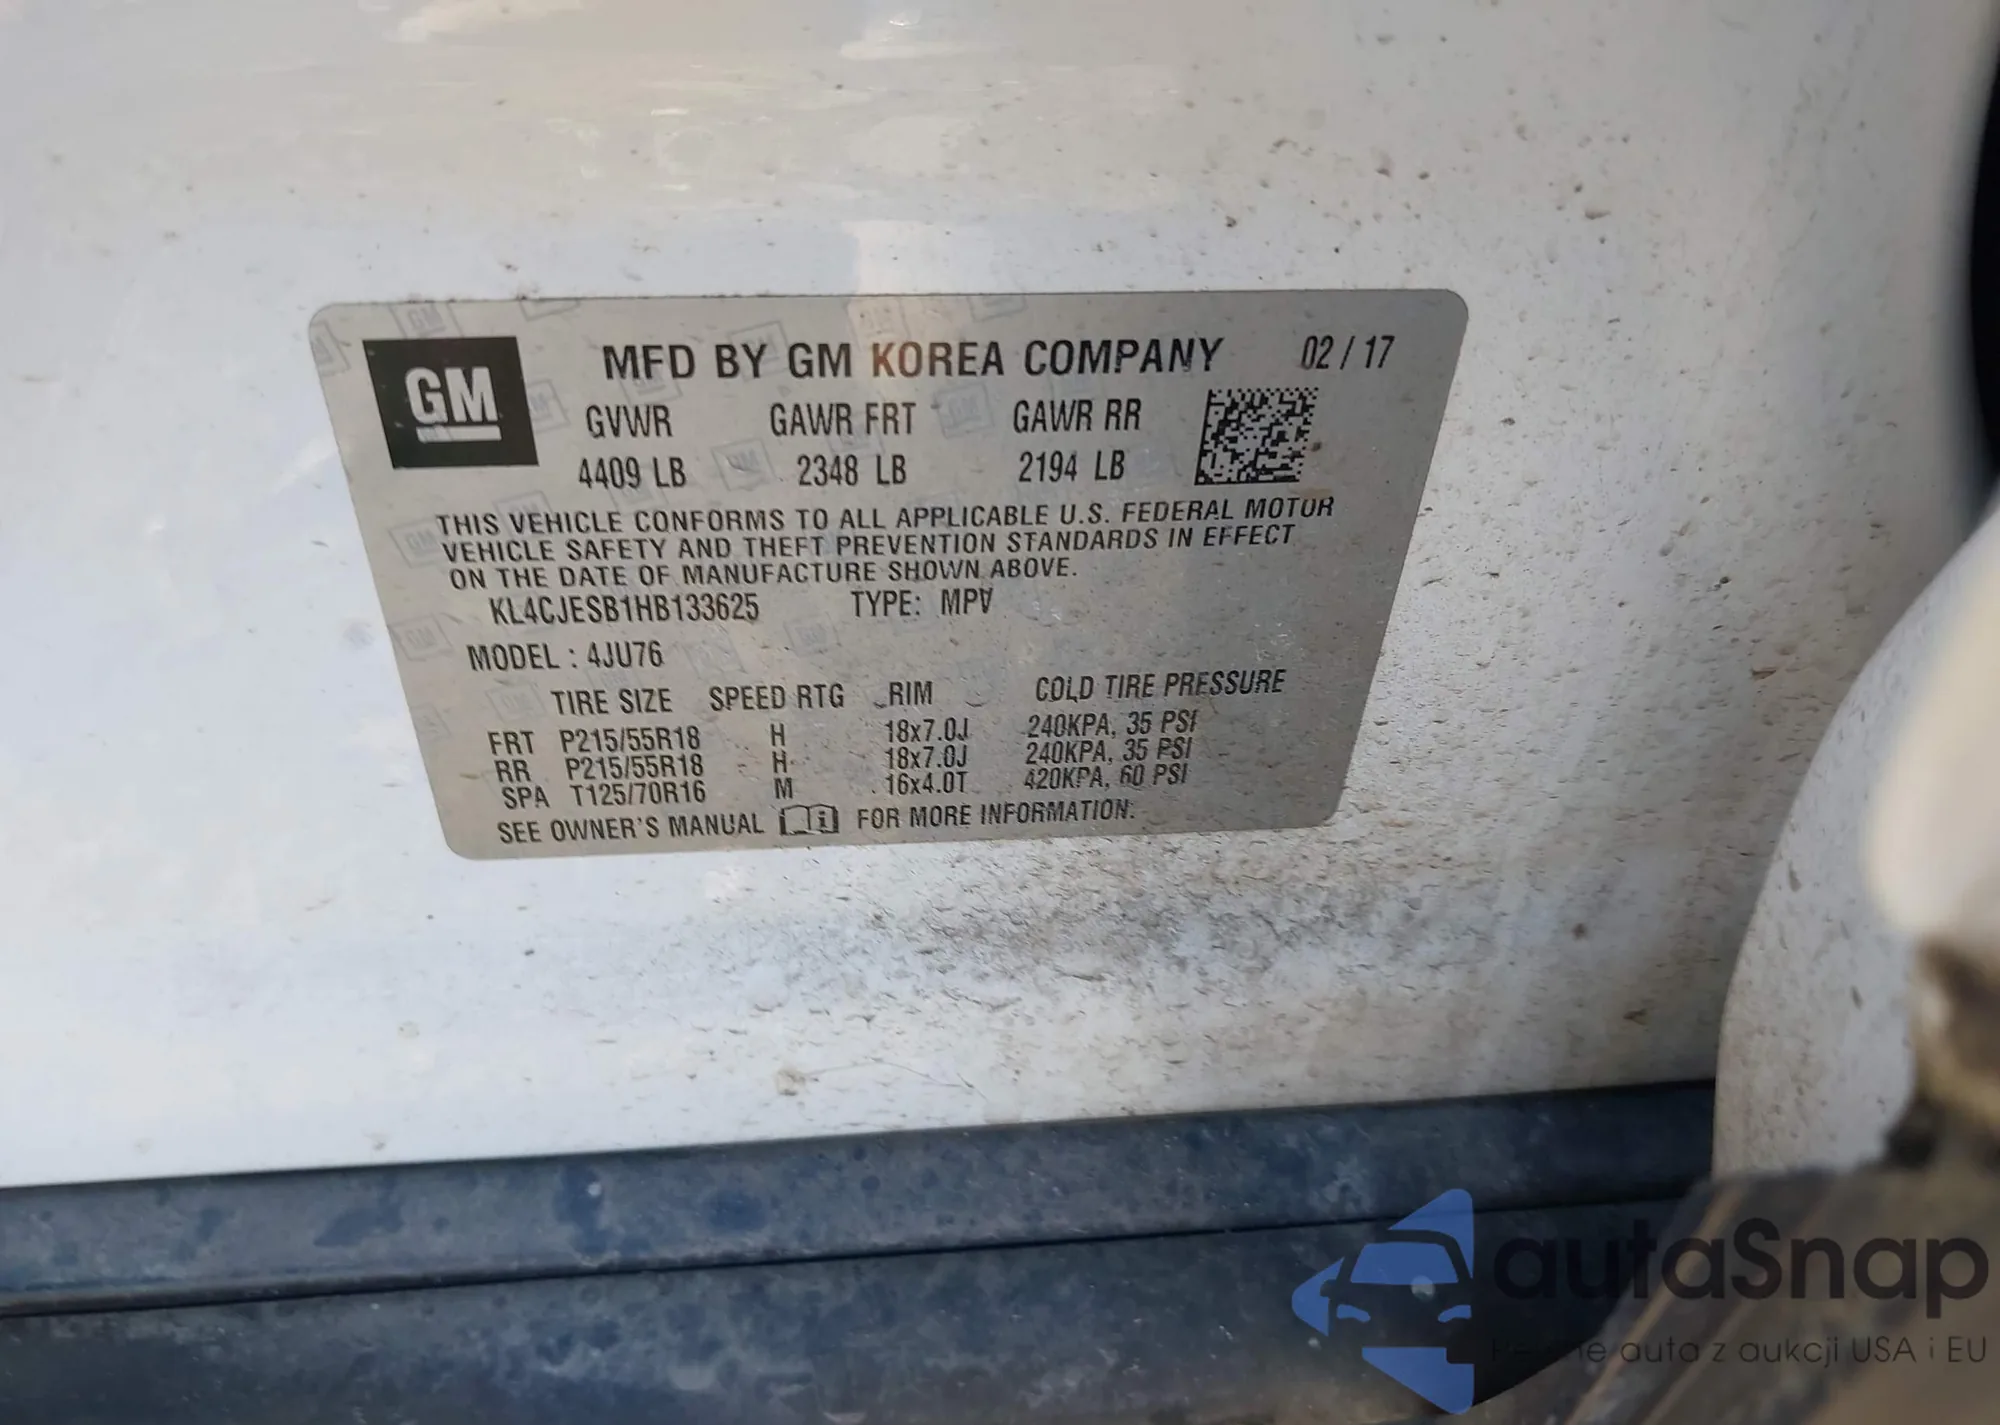 GM
MFD BY GM KOREA COMPANY 02 / 17
GVWR GAWR FRT GAWR RR
4409 LB 2348 LB 2194 LB
THIS VEHICLE CONFORMS TO ALL APPLICABLE U.S. FEDERAL MOTOR
VEHICLE SAFETY AND THEFT PREVENTION STANDARDS IN EFFECT
ON THE DATE OF MANUFACTURE SHOWN ABOVE.
KL4CJESB1HB133625 TYPE: MPV
MODEL : 4JU76
TIRE SIZE SPEED RTG RIM COLD TIRE PRESSURE
FRT P215/55R18 H 18x7.0J 240KPA, 35 PSI
RR P215/55R18 H 18x7.0J 240KPA, 35 PSI
SPA T125/70R16 M 16x4.0T 420KPA, 60 PSI
SEE OWNER'S MANUAL FOR MORE INFORMATION.
autaSnap
auta z aukcji USA i EU